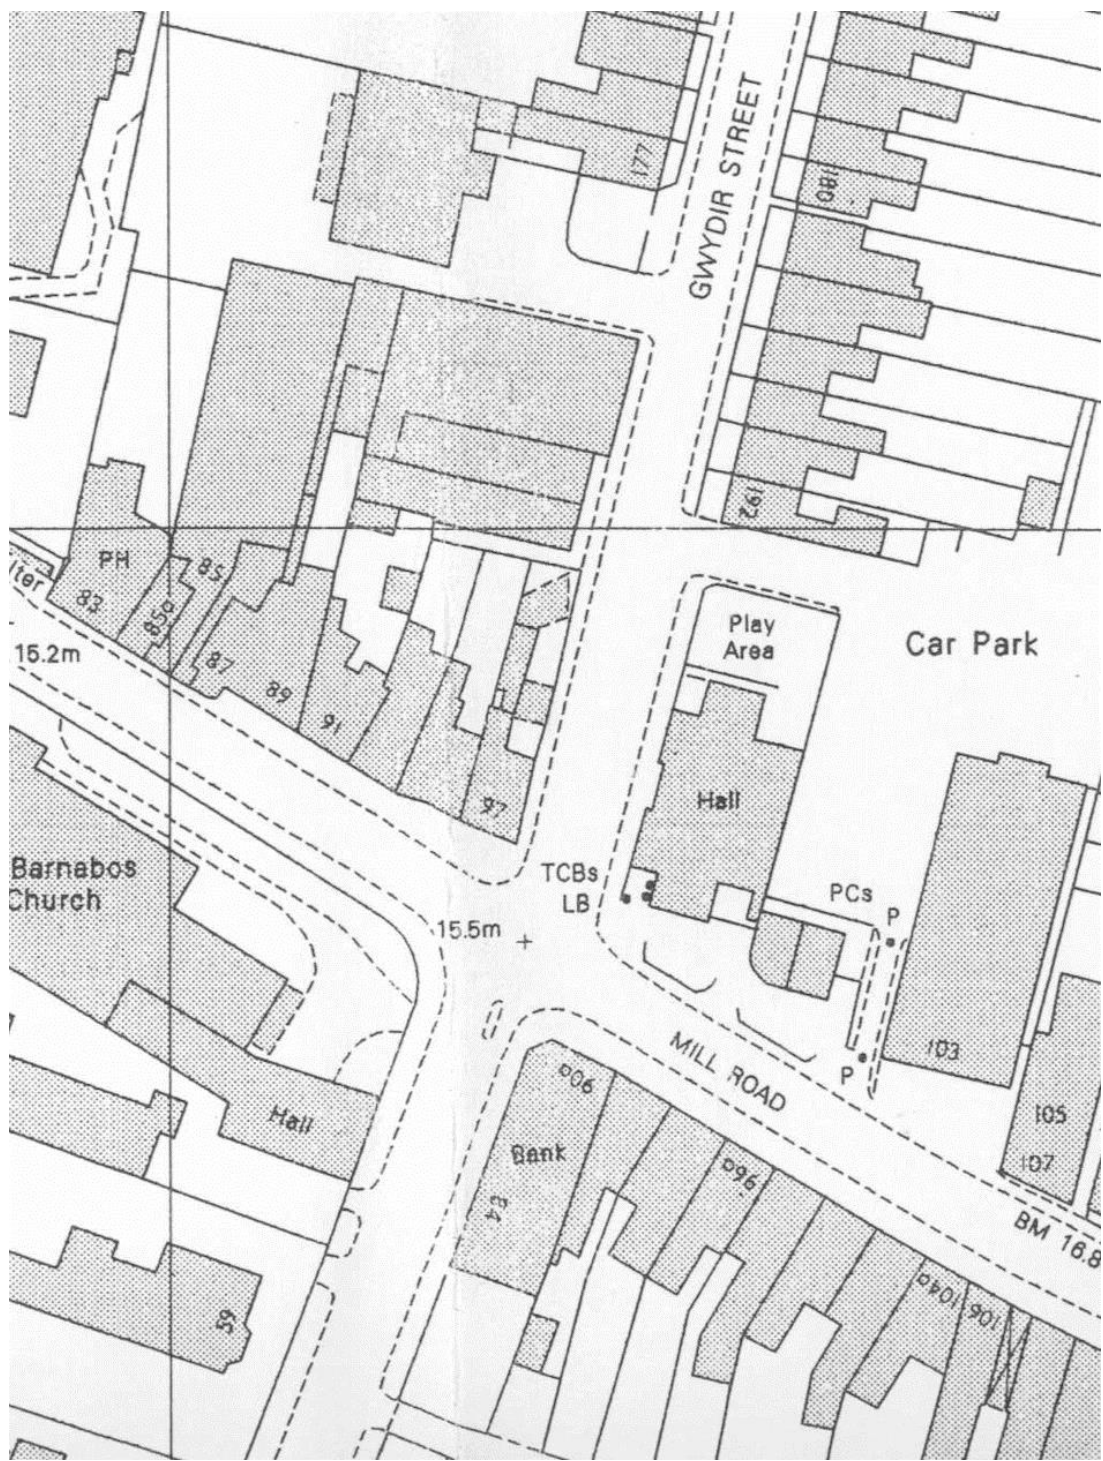 177
GWYDIR STREET
180
192
PH
83
85a
85
87
89
91
97
lter
15.2m
Play
Area
Car Park
Hall
Barnabos
Church
TCBs
LB
PCs
P
15.5m
MILL ROAD
P
103
105
107
BM 16.8
90a
Bank
84
96a
104a
106
Hall
59